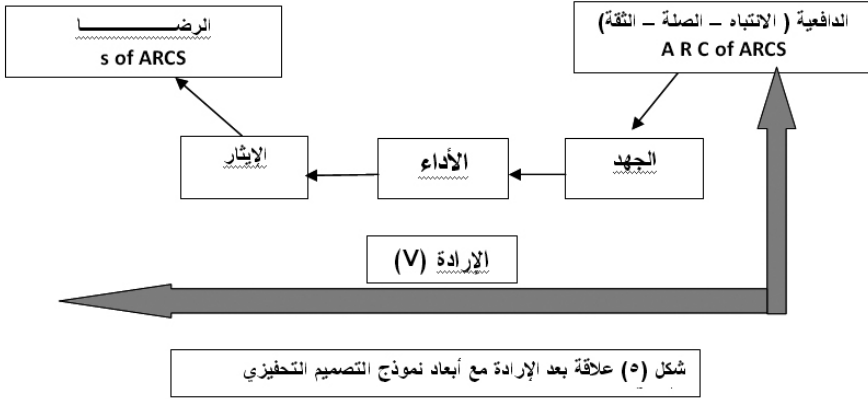 الدافعية ( الانتباه – الصلة – الثقة)
A R C of ARCS
الرضـــــــــــــا
s of ARCS
الجهد
الأداء
الإيثار
الإرادة (V)
شكل (٥) علاقة بعد الإرادة مع أبعاد نموذج التصميم التحفيزي